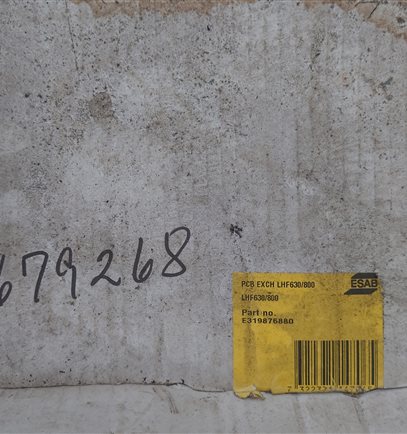 679268
PCB EXCH LHF630/800
ESAB
LHF630/800
Part no.
E319876880